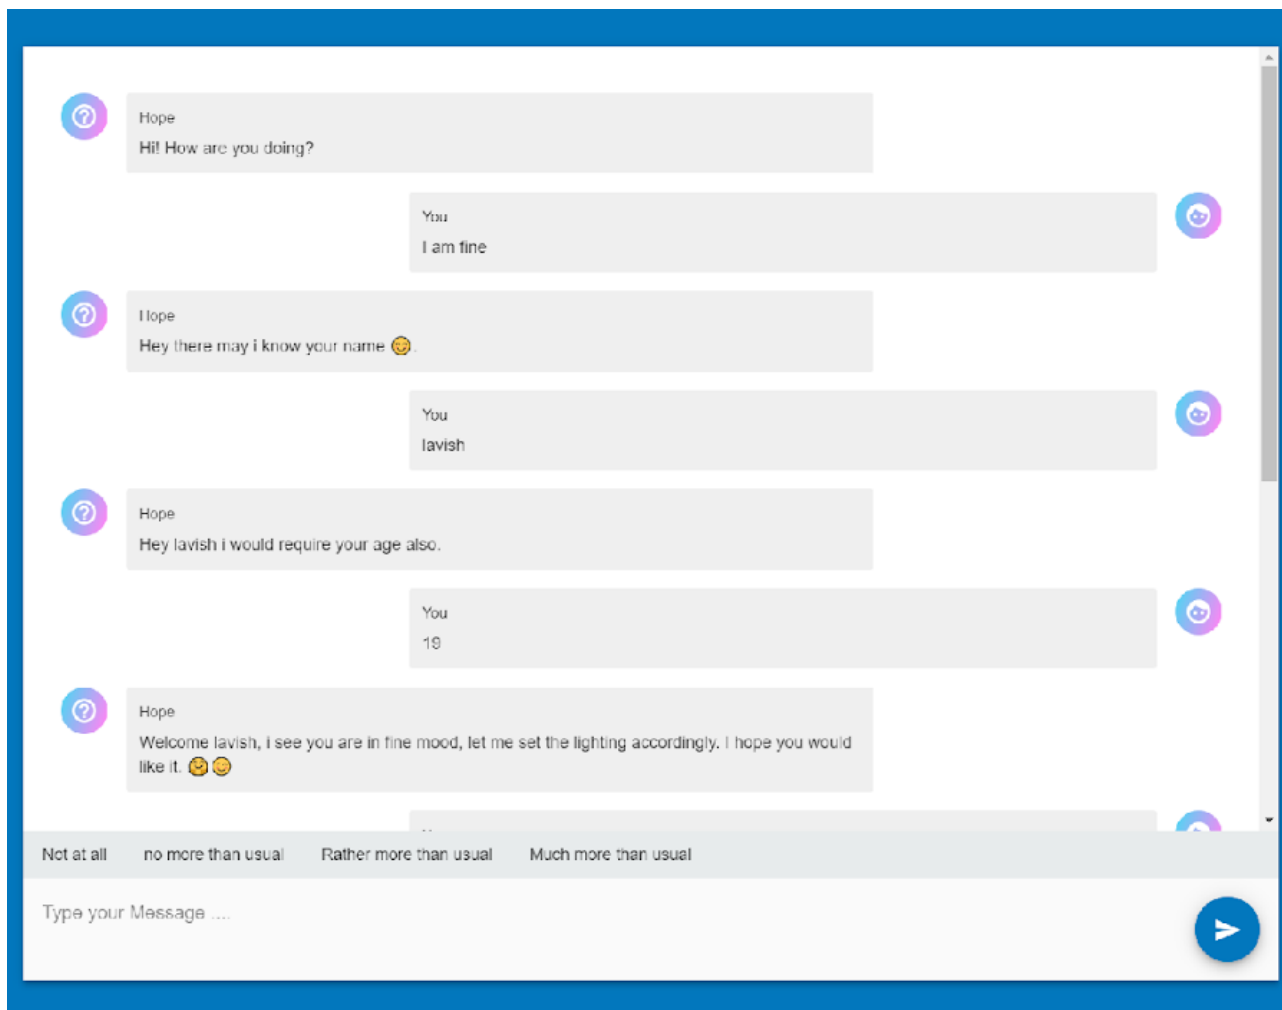 Hope
Hi! How are you doing?
You
I am fine
Hope
Hey there may i know your name 😊.
You
lavish
Hope
Hey lavish i would require your age also.
You
19
Hope
Welcome lavish, i see you are in fine mood, let me set the lighting accordingly. I hope you would
like it. 🤗😊
Not at all no more than usual Rather more than usual Much more than usual
Type your Message ....